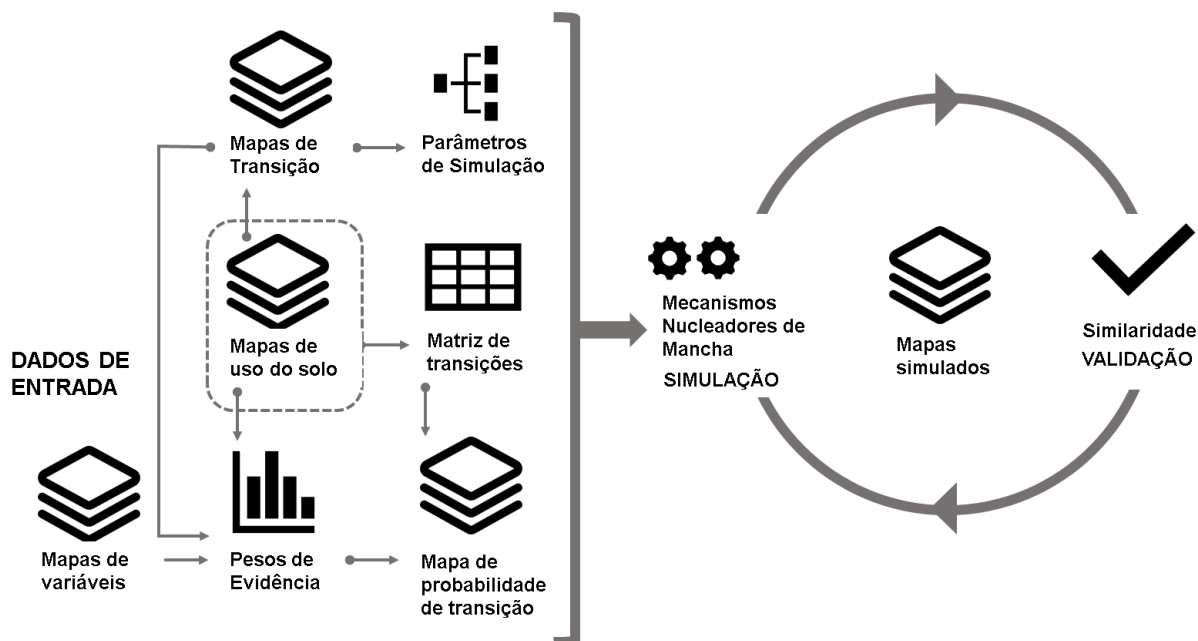 Mapas de
Transição
Parâmetros
de Simulação
Mapas de
uso do solo
Matriz de
transições
DADOS DE
ENTRADA
Mapas de
variáveis
Pesos de
Evidência
Mapa de
probabilidade
de transição
Mecanismos
Nucleadores de
Mancha
SIMULAÇÃO
Mapas
simulados
Similaridade
VALIDAÇÃO